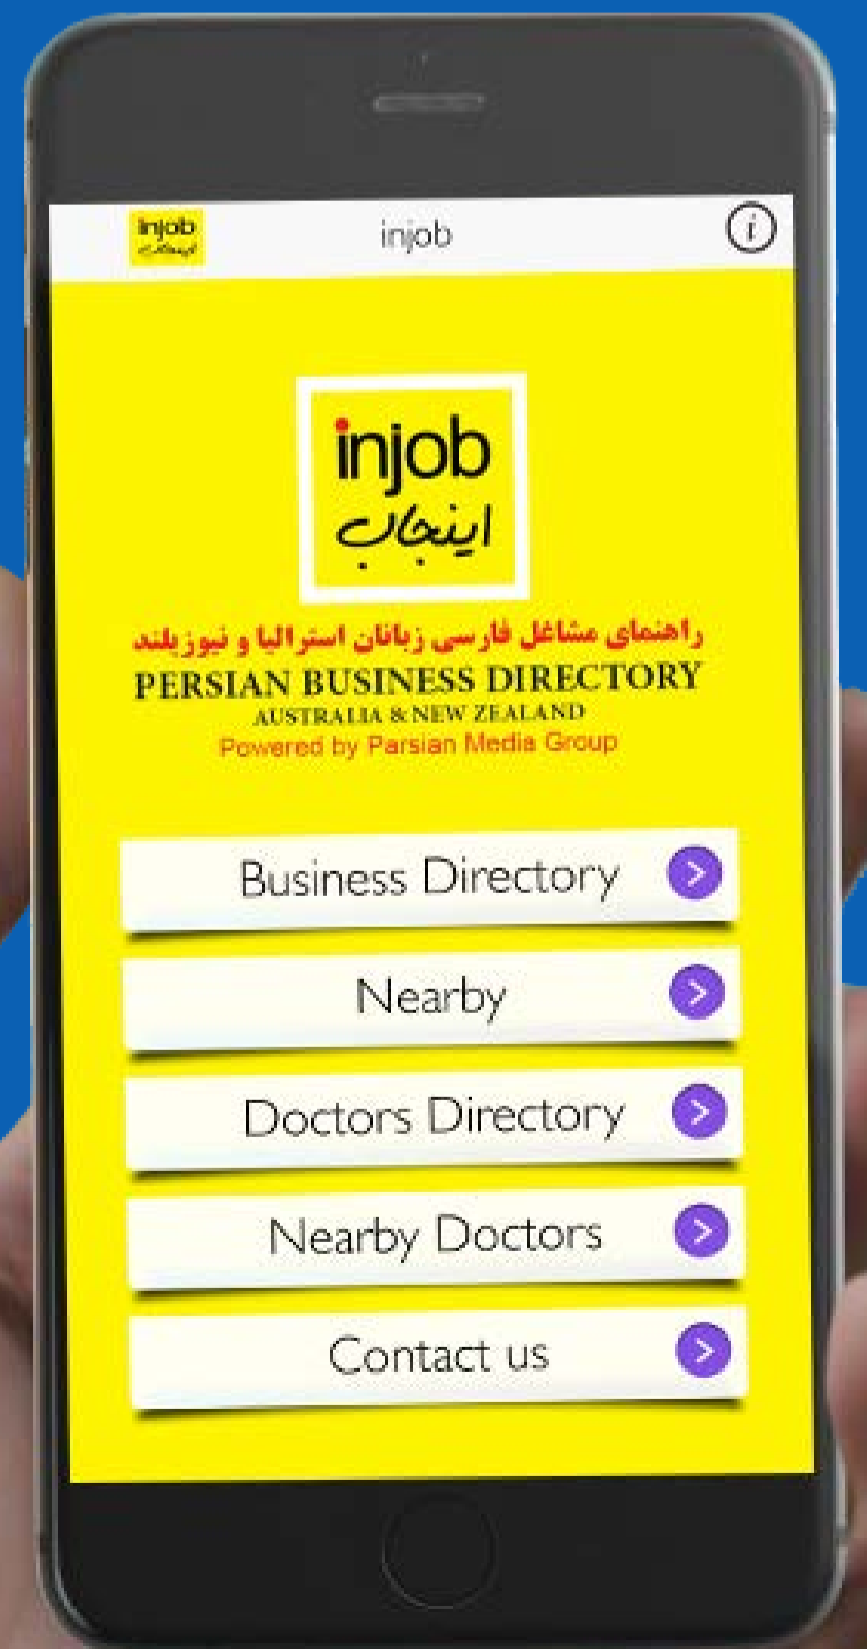 injob
اینجاب
injob
i
injob
اینجاب
راهنمای مشاغل فارسی زبانان استرالیا و نیوزیلند
PERSIAN BUSINESS DIRECTORY
AUSTRALIA & NEW ZEALAND
Powered by Parsian Media Group
Business Directory
Nearby
Doctors Directory
Nearby Doctors
Contact us